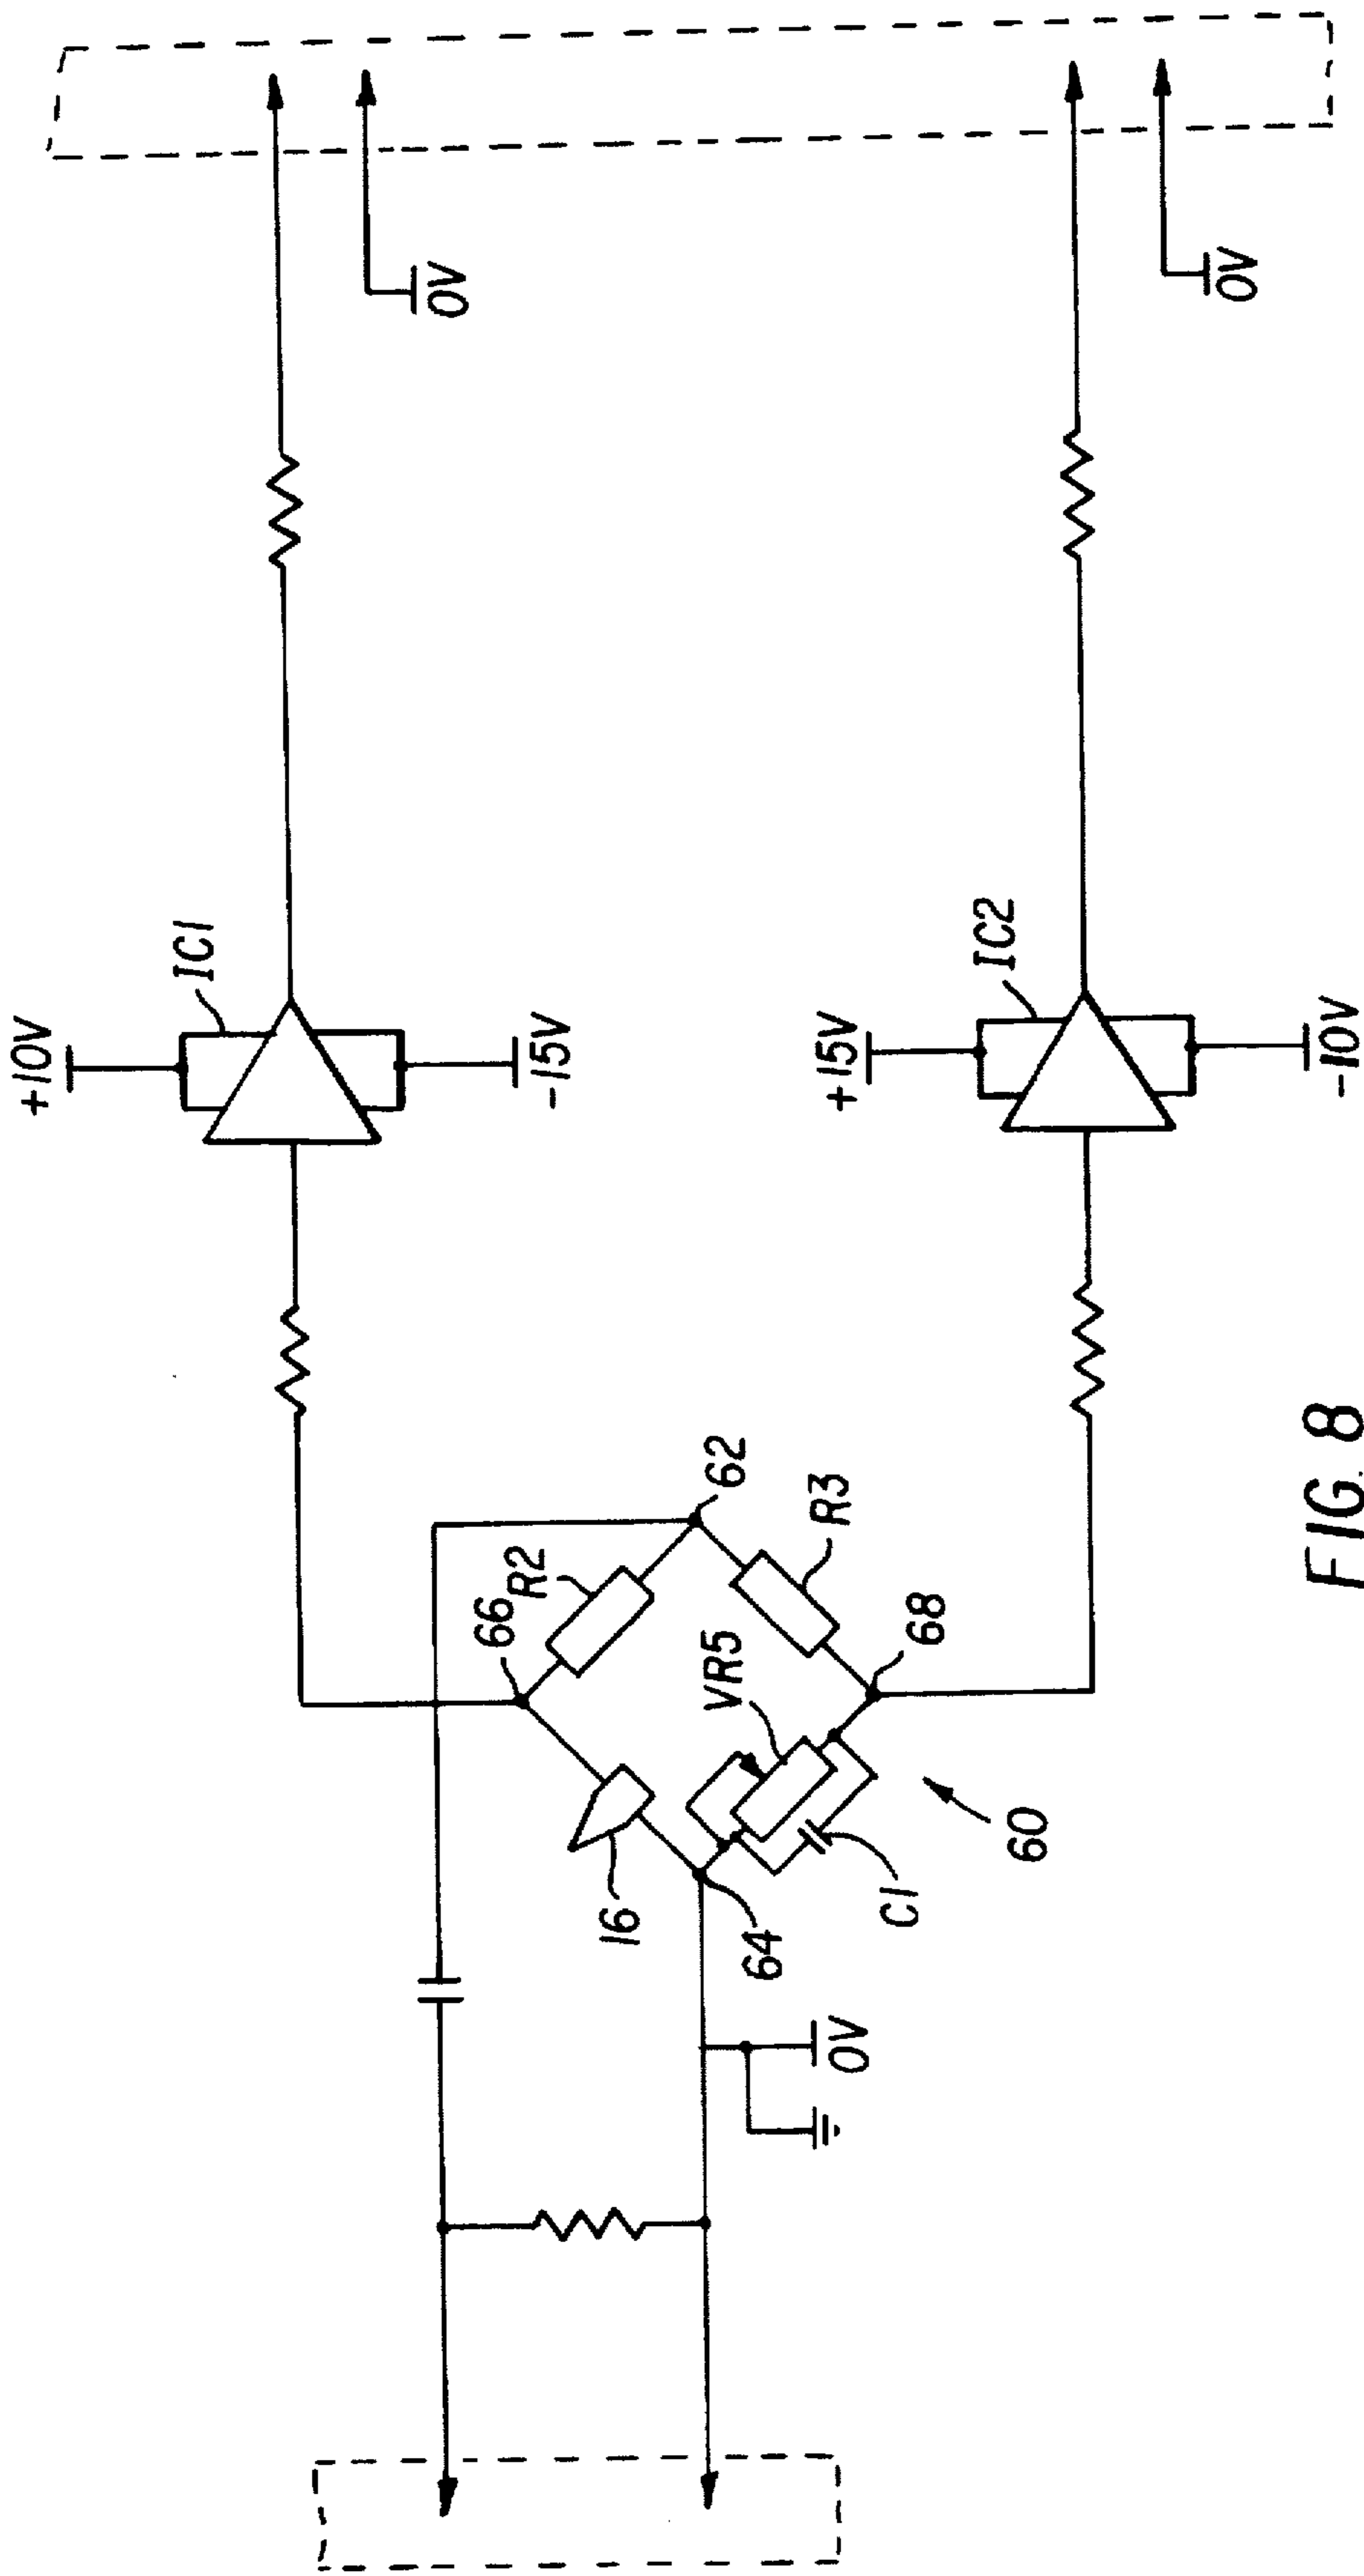 +10V
IC1
-15V
0V
66
R2
62
16
VR5
R3
64
68
0V
C1
60
+15V
IC2
-10V
0V
FIG. 8